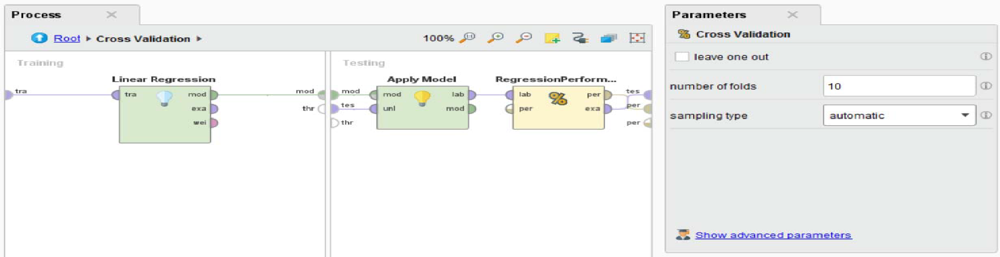 Process
Root Cross Validation
100%
Training
Linear Regression
tra
tra
mod
exa
wei
mod
thr
Testing
Apply Model
RegressionPerform...
mod
tes
thr
mod
unl
lab
mod
lab
per
per
exa
tes
per
per
Parameters
Cross Validation
leave one out
number of folds 10
sampling type automatic
Show advanced parameters